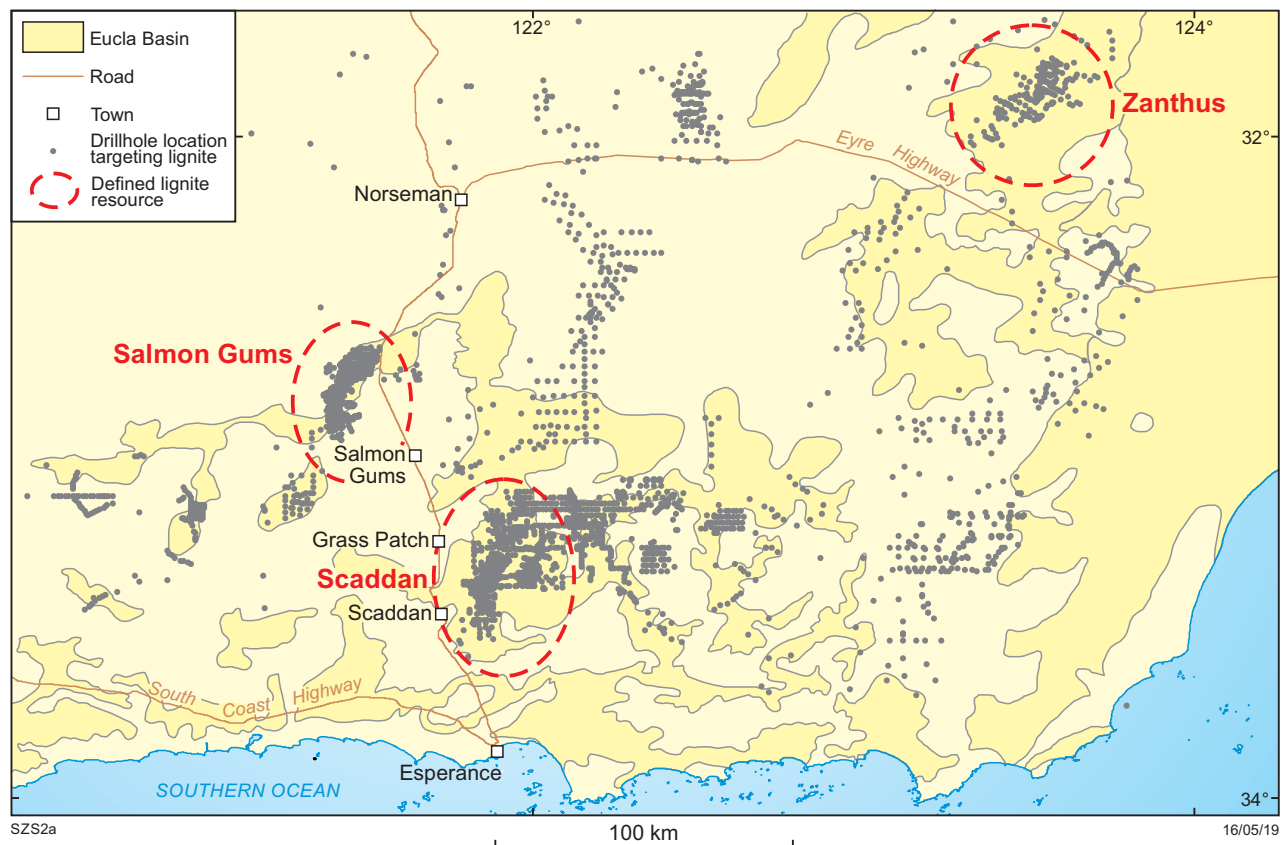 Eucla Basin
Road
Town
Drillhole location
targeting lignite
Defined lignite
resource
122°
124°
Zanthus
32°
Eyre Highway
Norseman
Salmon Gums
Salmon
Gums
Grass Patch
Scaddan
Scaddan
South Coast Highway
Esperance
SOUTHERN OCEAN
34°
SZS2a
100 km
16/05/19